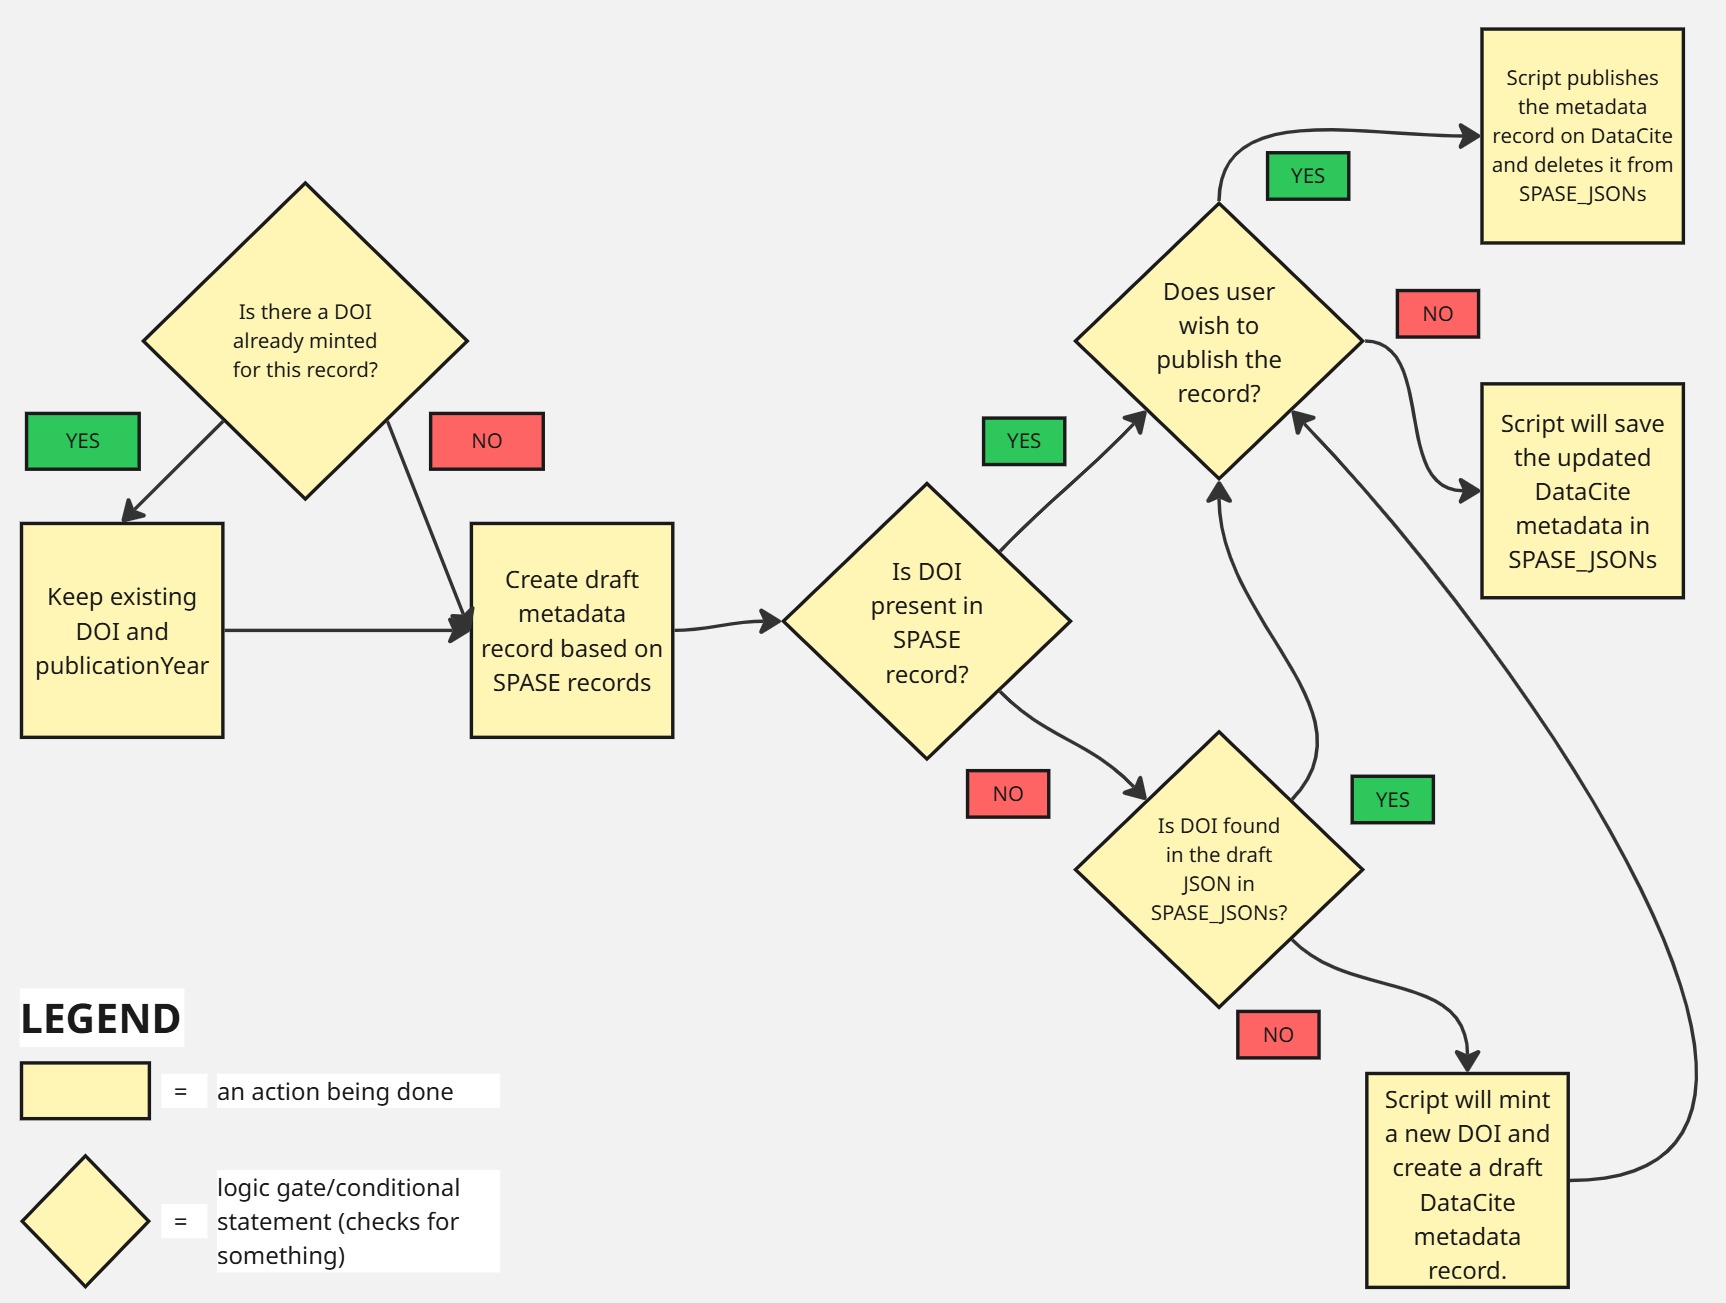 Is there a DOI
already minted
for this record?
YES
NO
Keep existing
DOI and
publicationYear
Create draft
metadata
record based on
SPASE records
Is DOI
present in
SPASE
record?
YES
NO
Does user
wish to
publish the
record?
YES
Script publishes
the metadata
record on DataCite
and deletes it from
SPASE_JSONs
NO
Script will save
the updated
DataCite
metadata in
SPASE_JSONs
Is DOI found
in the draft
JSON in
SPASE_JSONs?
YES
NO
Script will mint
a new DOI and
create a draft
DataCite
metadata
record.
LEGEND
= an action being done
= logic gate/conditional
statement (checks for
something)